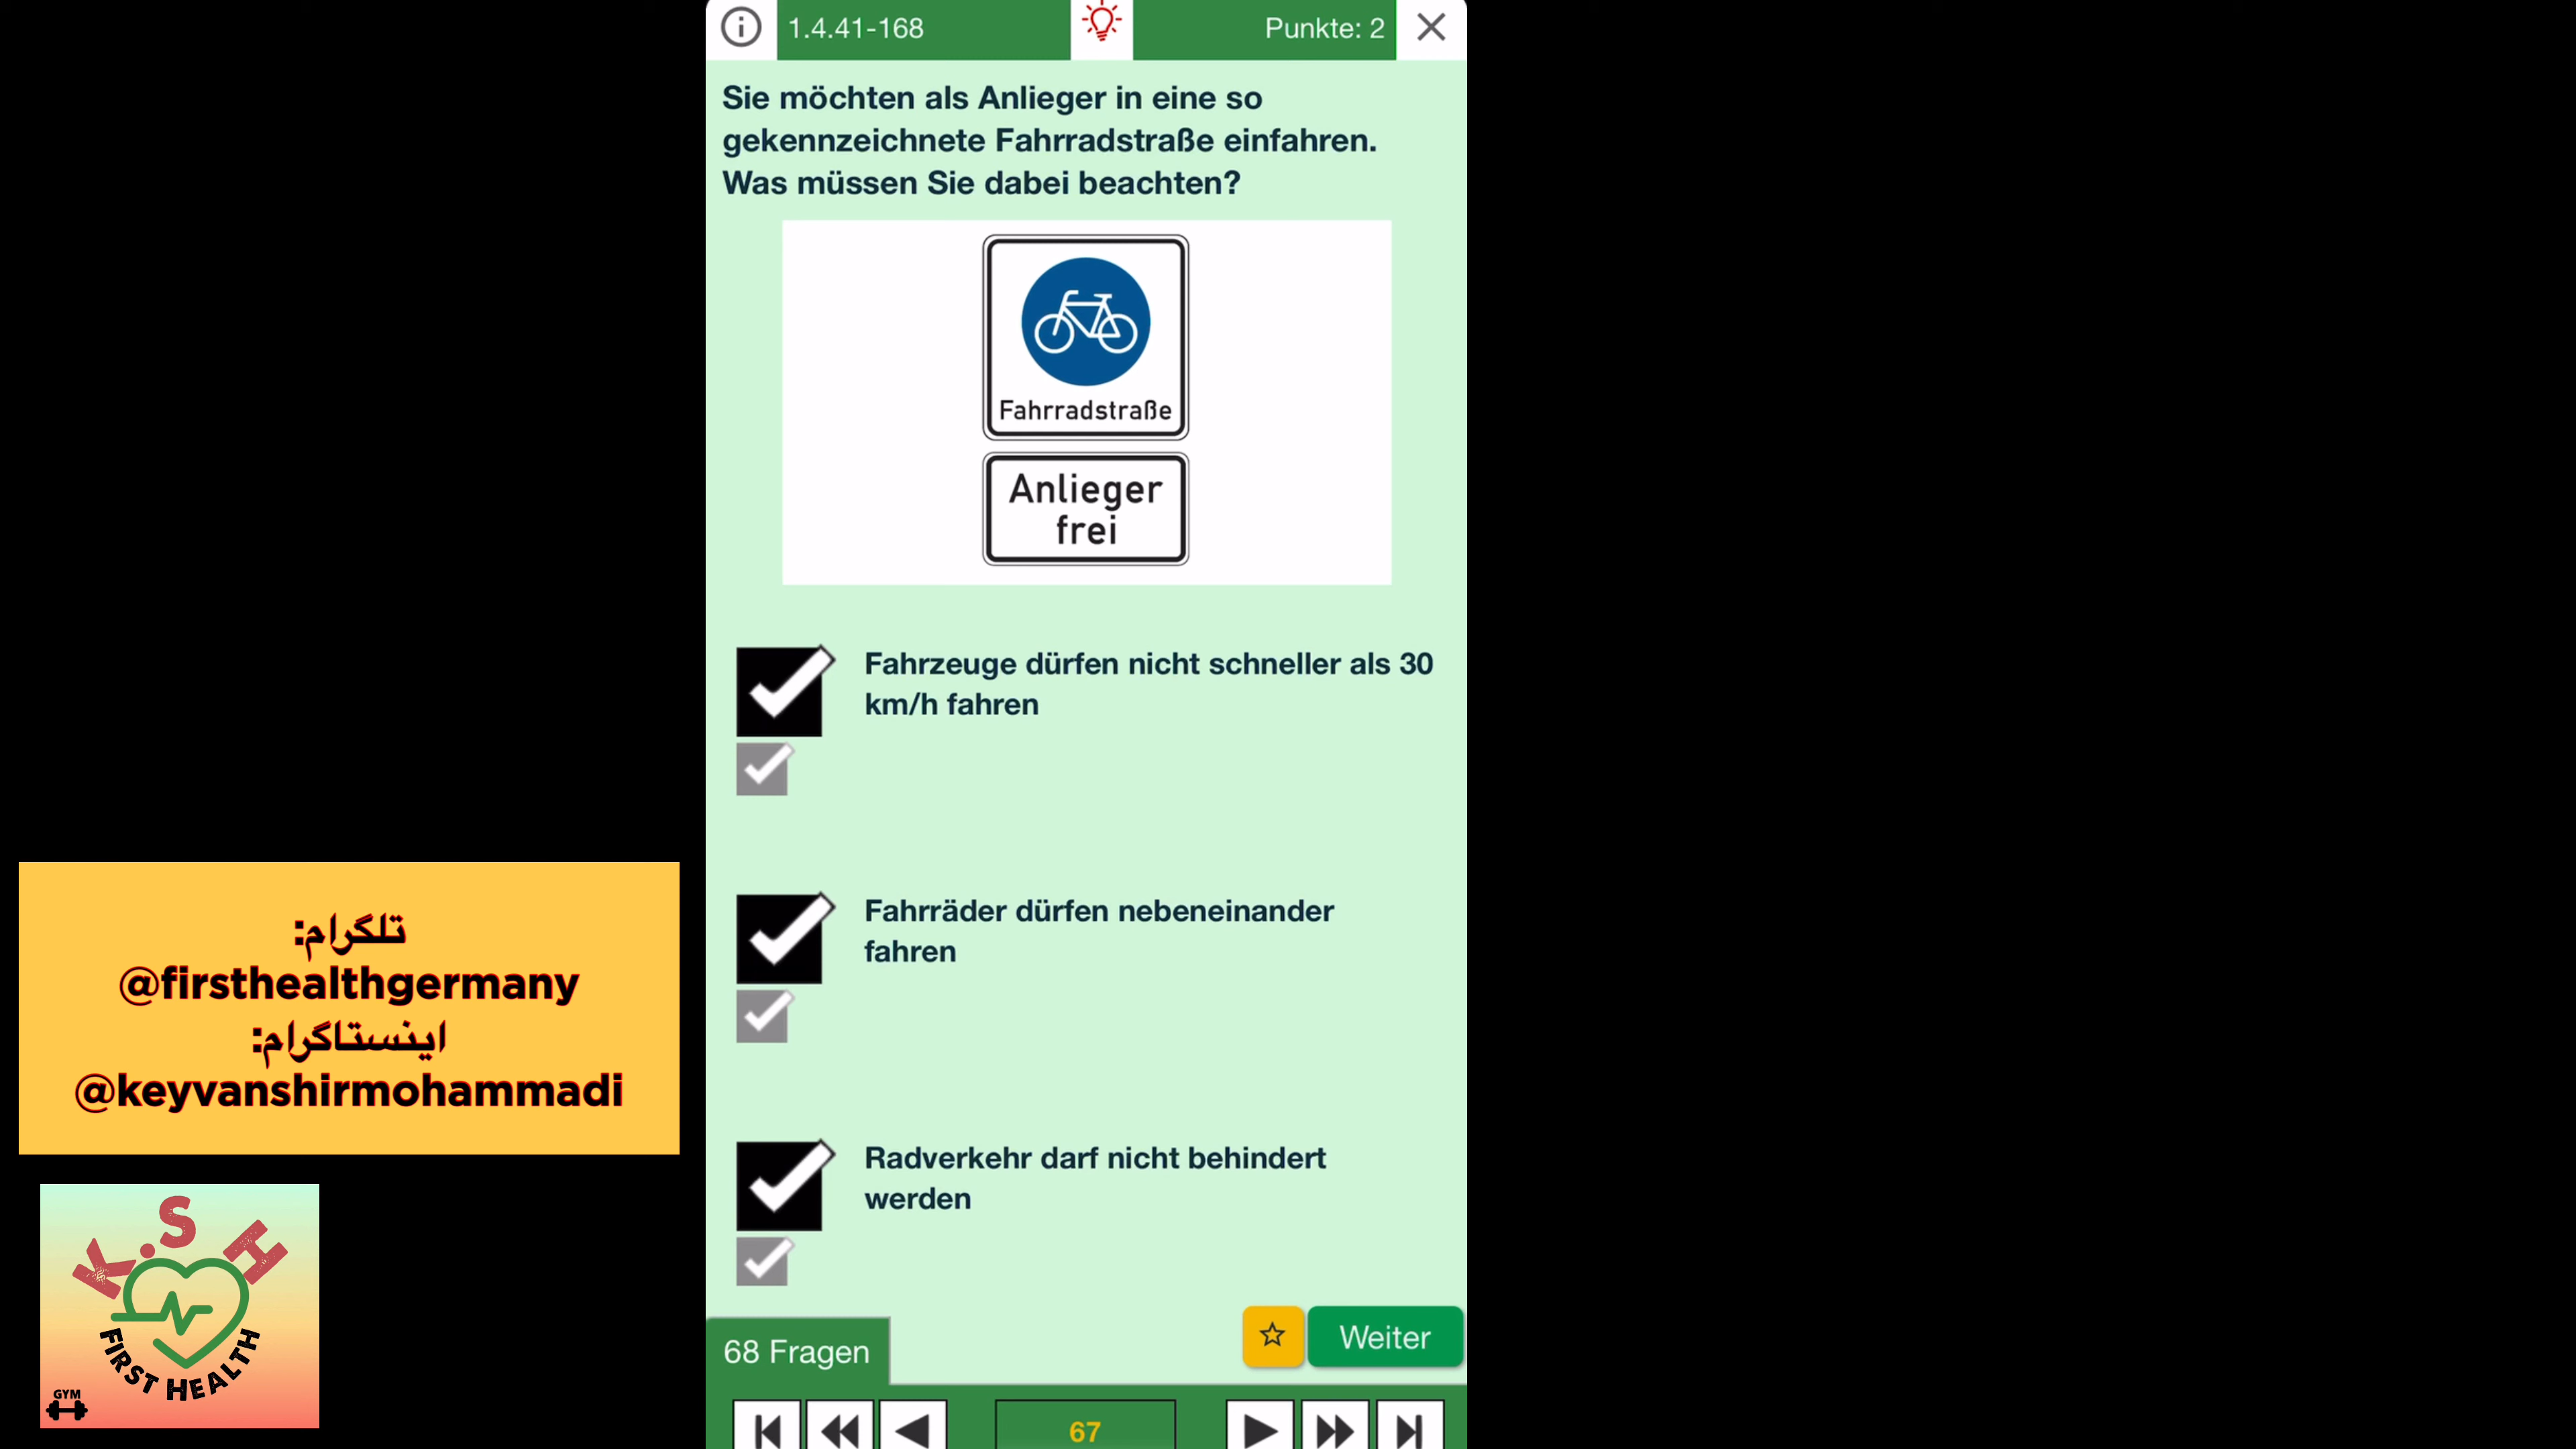 1.4.41-168
Punkte: 2
Sie möchten als Anlieger in eine so
gekennzeichnete Fahrradstraße einfahren.
Was müssen Sie dabei beachten?
Fahrradstraße
Anlieger
frei
Fahrzeuge dürfen nicht schneller als 30
km/h fahren
Fahrräder dürfen nebeneinander
fahren
Radverkehr darf nicht behindert
werden
68 Fragen
Weiter
67
تلگرام:
@firsthealthgermany
اینستاگرام:
@keyvanshirmohammadi
K.SH
FIRST HEALTH
GYM